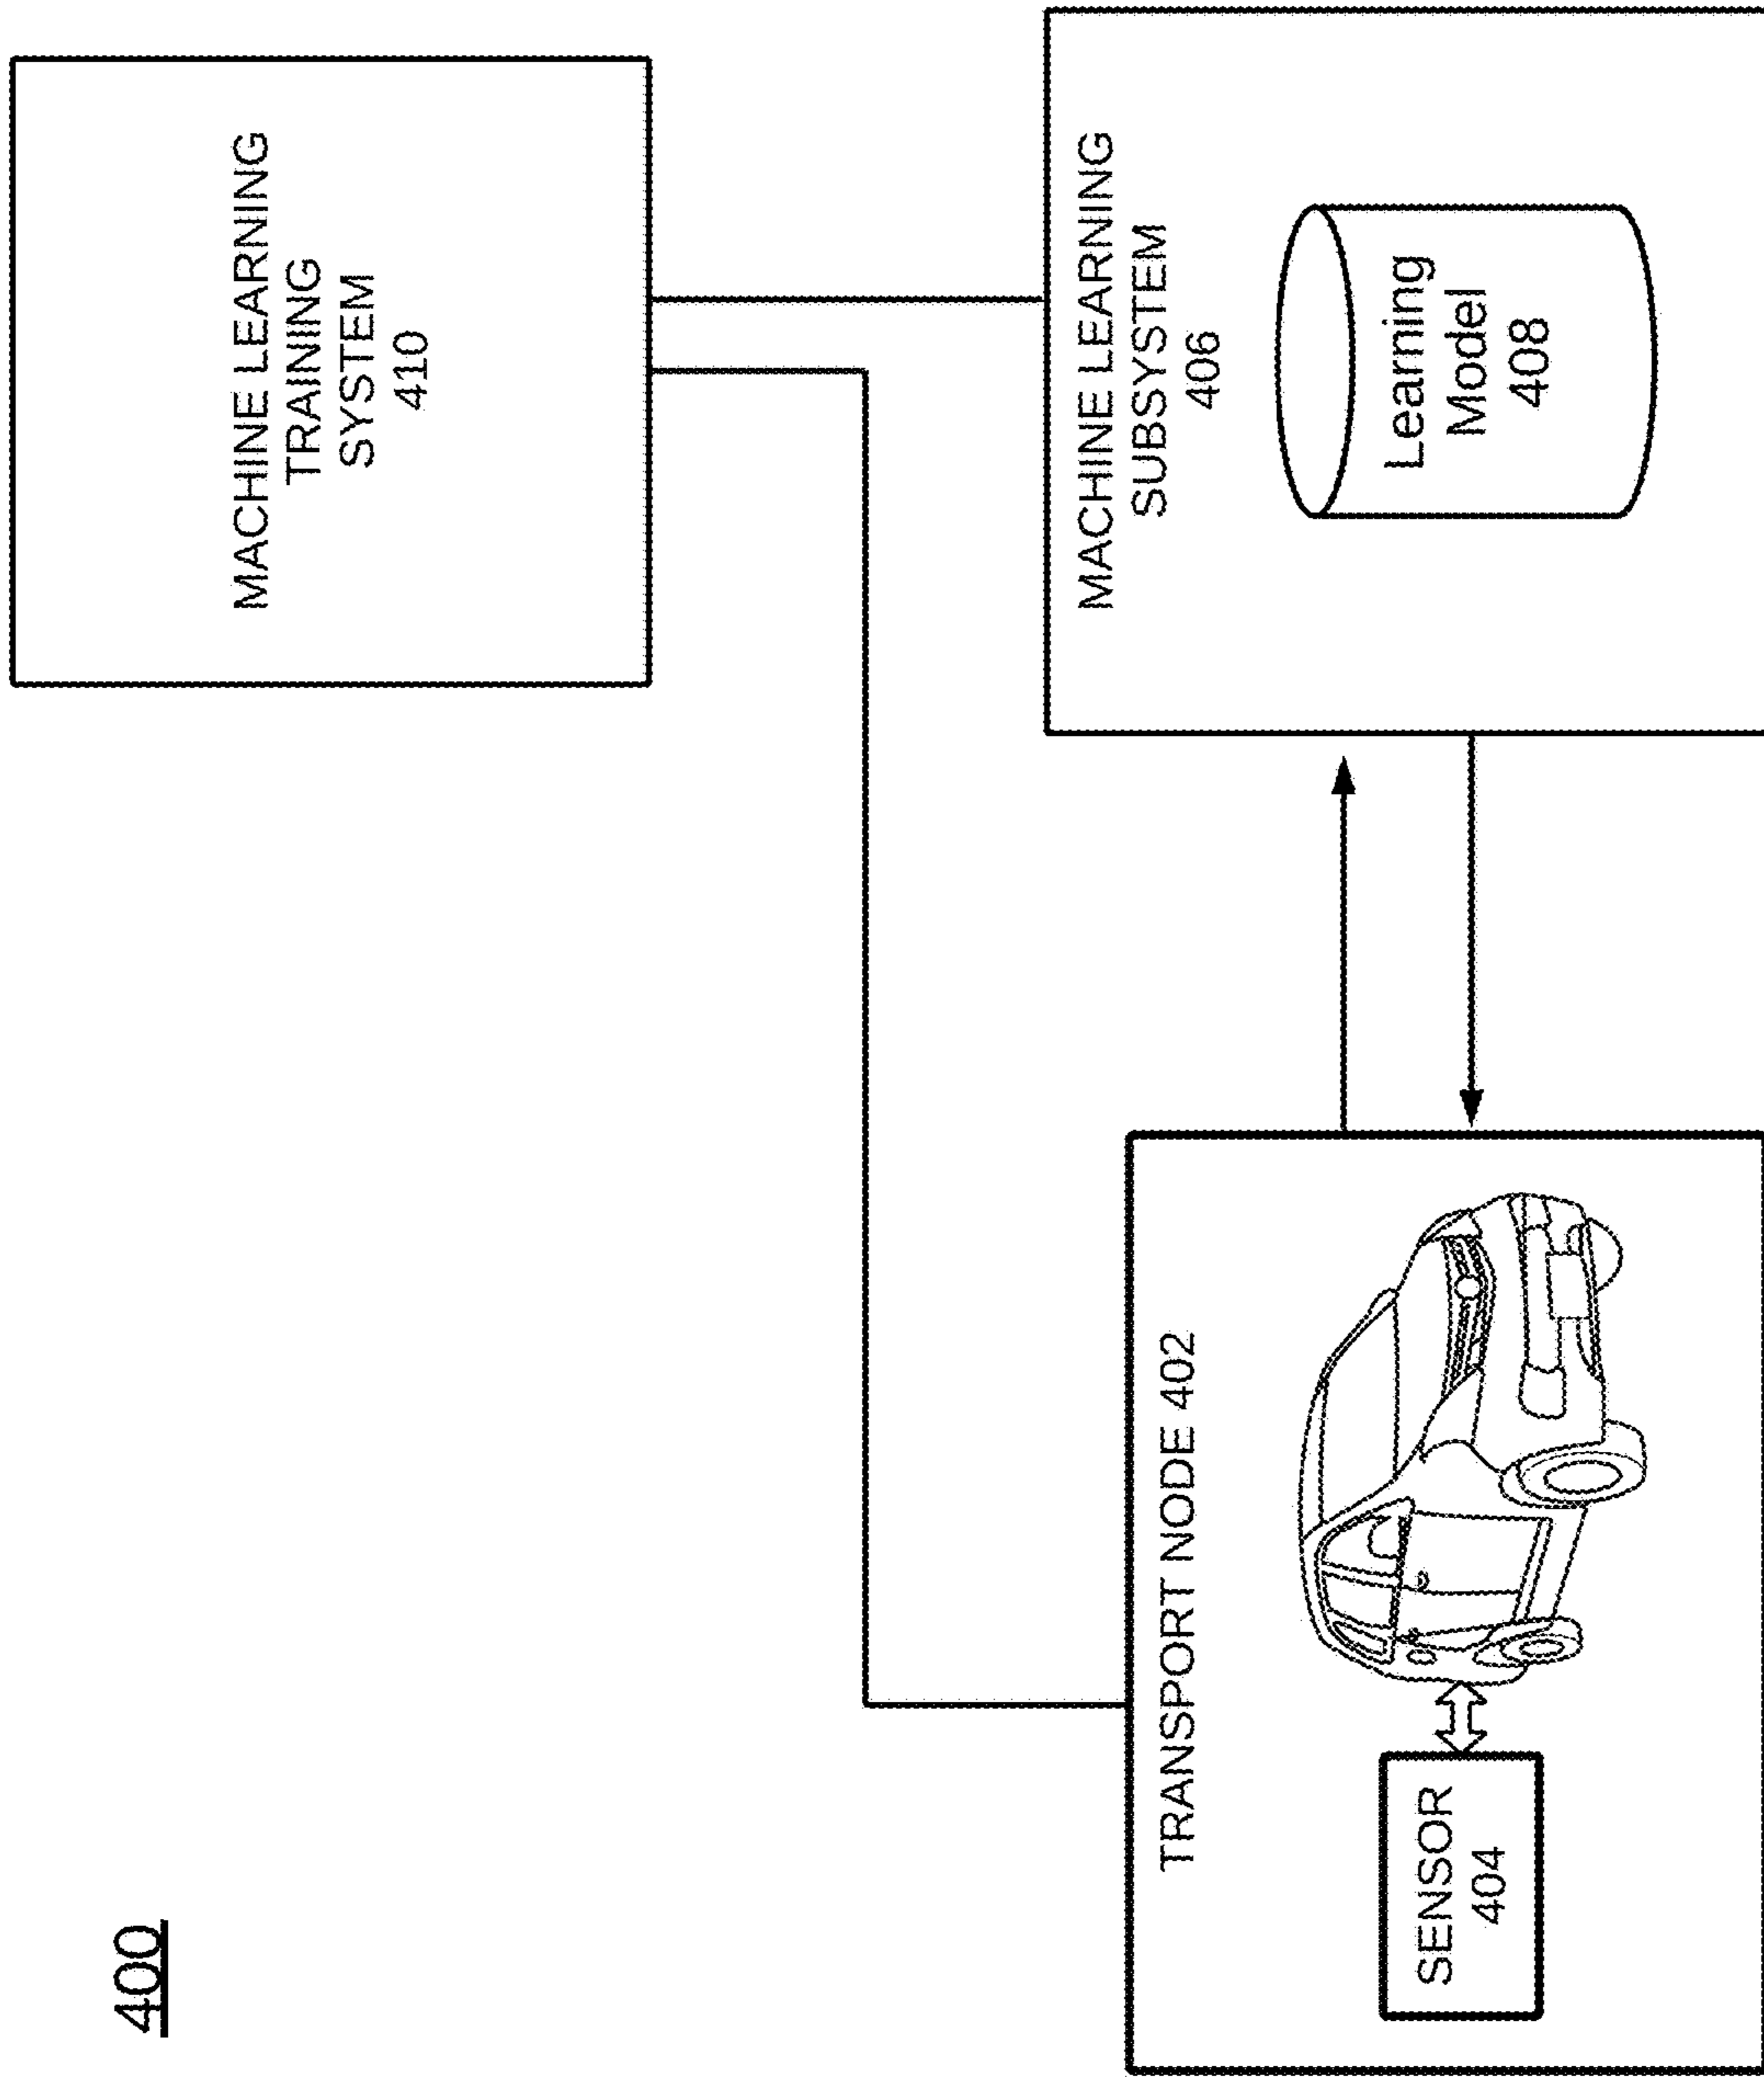 400
MACHINE LEARNING
TRAINING
SYSTEM
410
TRANSPORT NODE 402
SENSOR
404
MACHINE LEARNING
SUBSYSTEM
406
Learning
Model
408